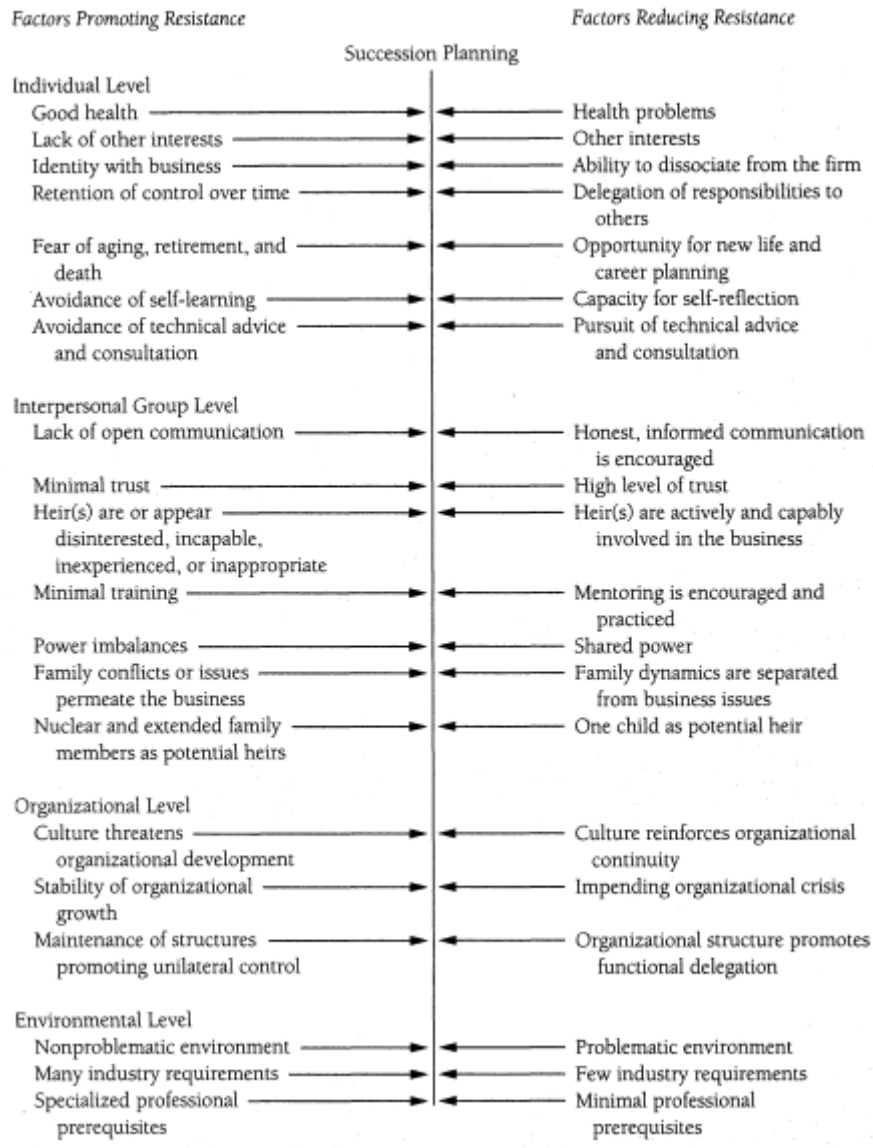 Factors Promoting Resistance Factors Reducing Resistance
Succession Planning
Individual Level
Good health Health problems
Lack of other interests Other interests
Identity with business Ability to dissociate from the firm
Retention of control over time Delegation of responsibilities to
others
Fear of aging, retirement, and Opportunity for new life and
death career planning
Avoidance of self-learning Capacity for self-reflection
Avoidance of technical advice Pursuit of technical advice
and consultation and consultation
Interpersonal Group Level
Lack of open communication Honest, informed communication
is encouraged
Minimal trust High level of trust
Heir(s) are or appear Heir(s) are actively and capably
disinterested, incapable, involved in the business
inexperienced, or inappropriate
Minimal training Mentoring is encouraged and
practiced
Power imbalances Shared power
Family conflicts or issues Family dynamics are separated
permeate the business from business issues
Nuclear and extended family One child as potential heir
members as potential heirs
Organizational Level
Culture threatens Culture reinforces organizational
organizational development continuity
Stability of organizational Impending organizational crisis
growth
Maintenance of structures Organizational structure promotes
promoting unilateral control functional delegation
Environmental Level
Nonproblematic environment Problematic environment
Many industry requirements Few industry requirements
Specialized professional Minimal professional
prerequisites prerequisites